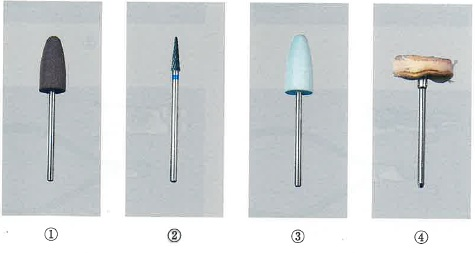 ① ② ③ ④